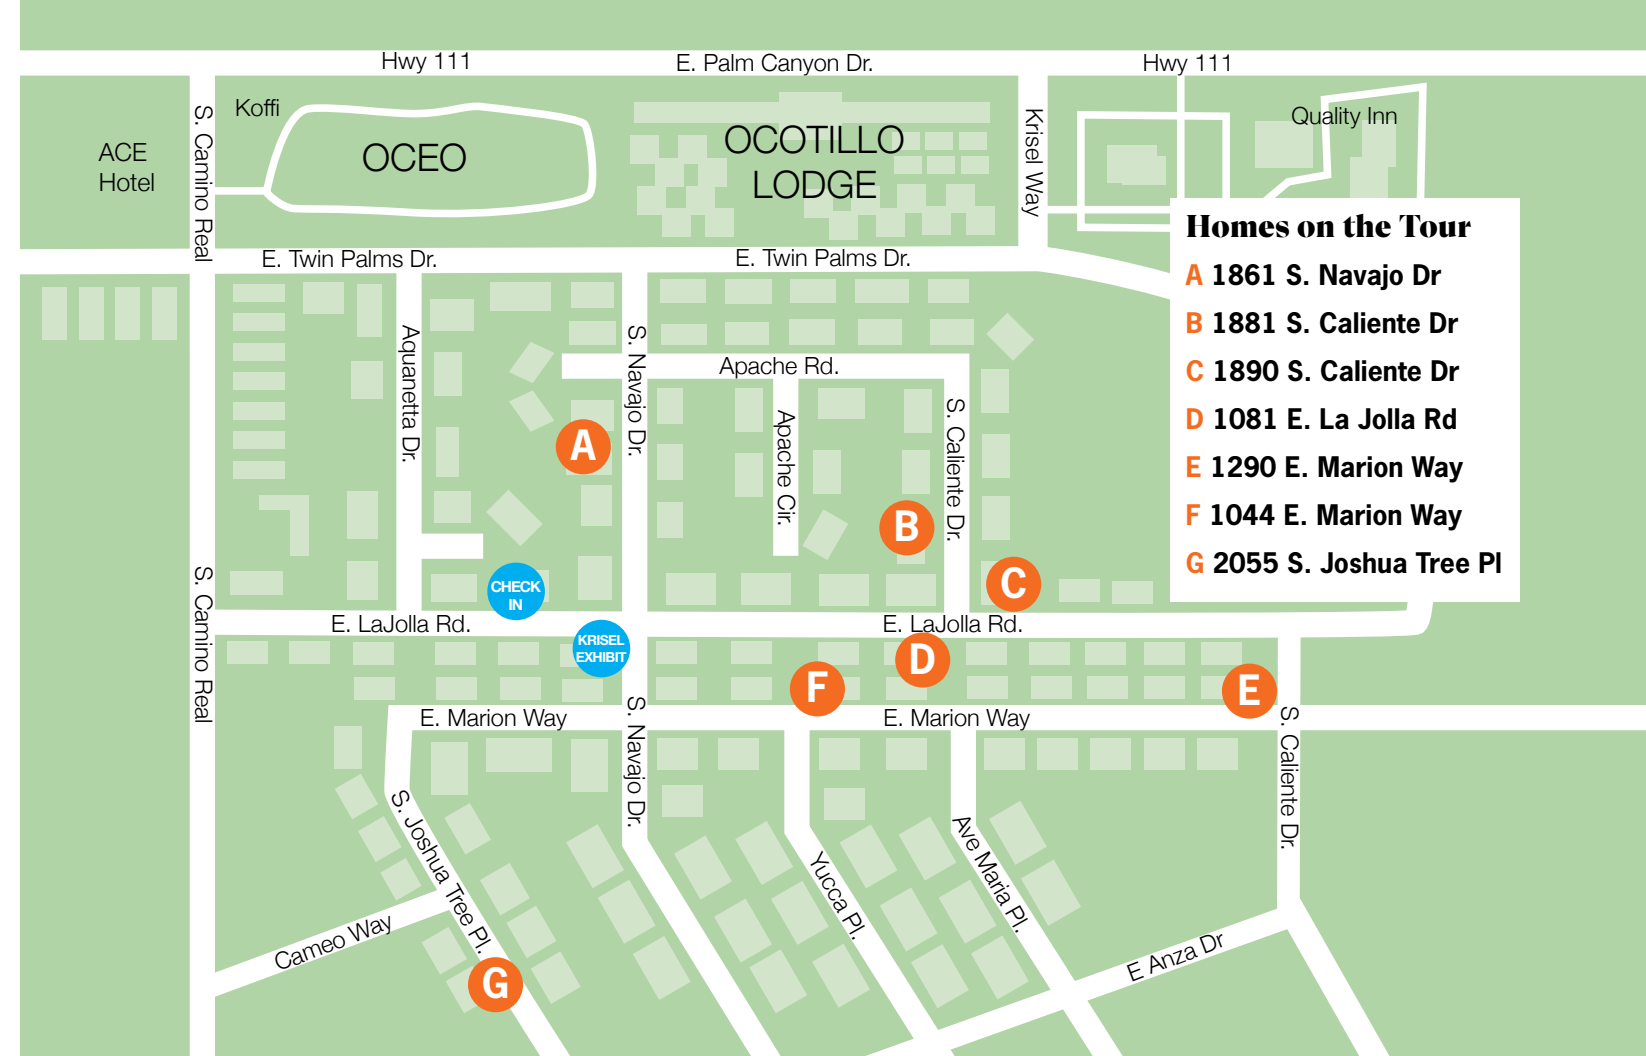 Hwy 111
E. Palm Canyon Dr.
Hwy 111
Koffi
S. Camino Real
ACE
Hotel
OCEO
OCOTILLO
LODGE
Krisel Way
Quality Inn
E. Twin Palms Dr.
E. Twin Palms Dr.
Homes on the Tour
A 1861 S. Navajo Dr
B 1881 S. Caliente Dr
C 1890 S. Caliente Dr
D 1081 E. La Jolla Rd
E 1290 E. Marion Way
F 1044 E. Marion Way
G 2055 S. Joshua Tree Pl
Aquanetta Dr.
S. Navajo Dr.
Apache Rd.
Apache Cir.
S. Caliente Dr.
A
B
C
CHECK
IN
S. Camino Real
E. LaJolla Rd.
E. LaJolla Rd.
KRISEL
EXHIBIT
D
F
E
E. Marion Way
E. Marion Way
S. Navajo Dr.
S. Caliente Dr.
S. Joshua Tree Pl.
Yucca Pl.
Ave Maria Pl.
Cameo Way
E Anza Dr
G